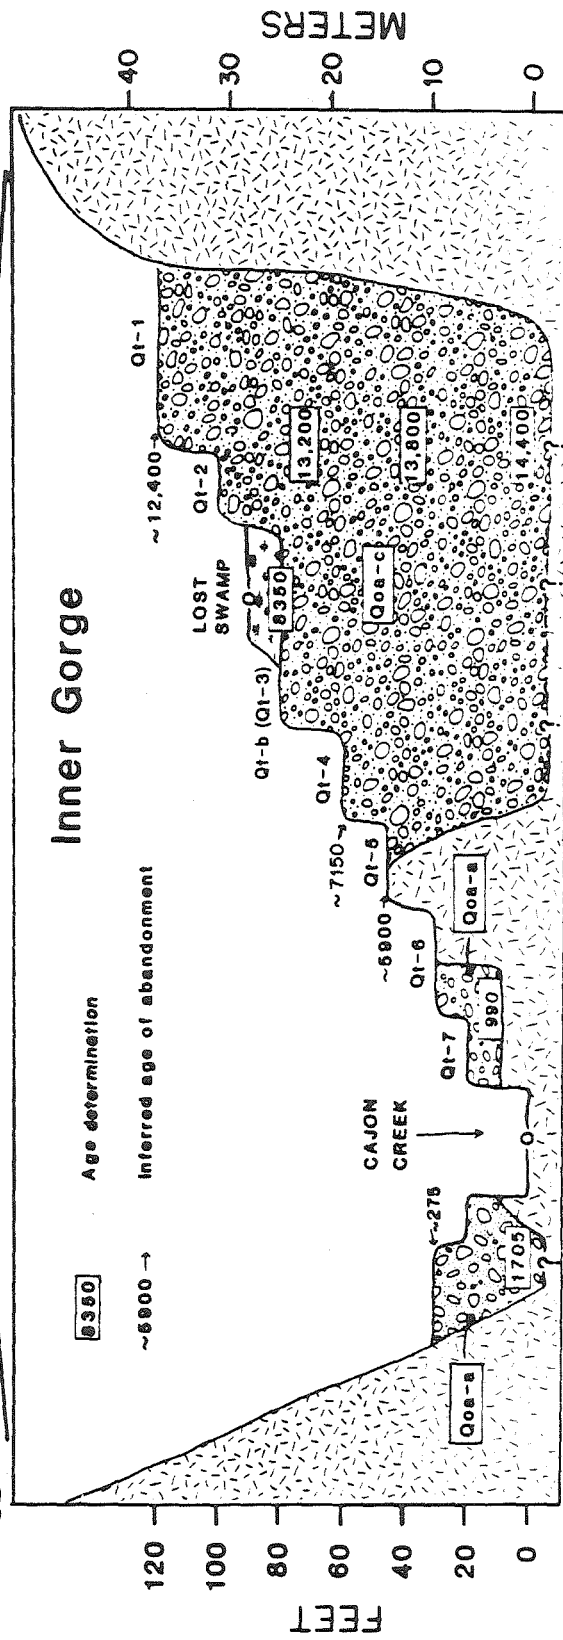 Inner Gorge
8350 Age determination
~5900 → Inferred age of abandonment
FEET
120
100
80
60
40
20
0
METERS
40
30
20
10
0
Qt-1
~12,400→
Qt-2
LOST
SWAMP
8350
Qt-b (Qt-3)
Qt-4
~7150→
Qt-5
~5900→
Qt-6
Qt-7
CAJON
CREEK
←~275
13,200
13,800
14,400
Qoa-c
Qoa-a
990
1705
Qoa-a
?
?
?
?